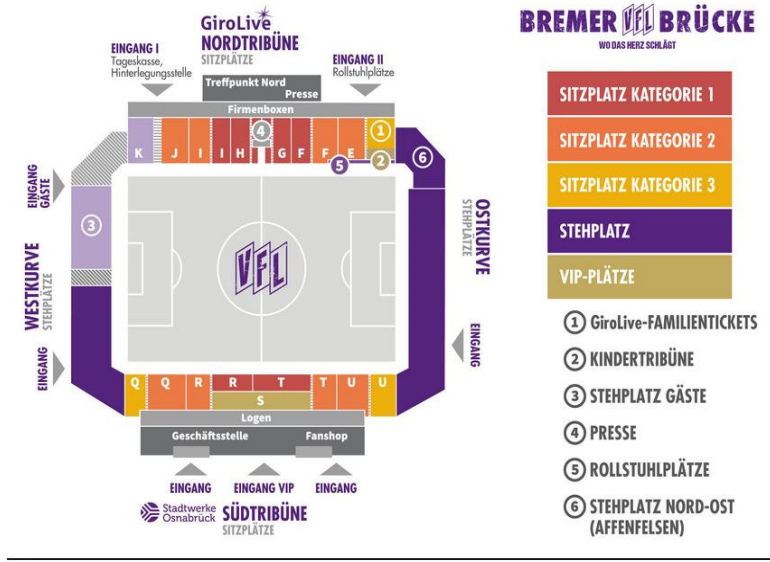 GiroLive
NORDTRIBÜNE
SITZPLÄTZE
BREMER VFL BRÜCKE
WO DAS HERZ SCHLÄGT
EINGANG I
Tageskasse,
Hinterlegungsstelle
EINGANG II
Rollstuhlplätze
Treffpunkt Nord
Presse
Firmenboxen
K J I I H 4 G F F E 1
5 2 6
EINGANG
GÄSTE
3
WESTKURVE
STEHPLÄTZE
EINGANG
VFL
OSTKURVE
STEHPLÄTZE
EINGANG
Q Q R R T T U U
S
Logen
Geschäftsstelle Fanshop
EINGANG EINGANG VIP EINGANG
Stadtwerke
Osnabrück
SÜDTRIBÜNE
SITZPLÄTZE
SITZPLATZ KATEGORIE 1
SITZPLATZ KATEGORIE 2
SITZPLATZ KATEGORIE 3
STEHPLATZ
VIP-PLÄTZE
1 GiroLive-FAMILIENTICKETS
2 KINDERTRIBÜNE
3 STEHPLATZ GÄSTE
4 PRESSE
5 ROLLSTUHLPLÄTZE
6 STEHPLATZ NORD-OST
(AFFENFELSEN)